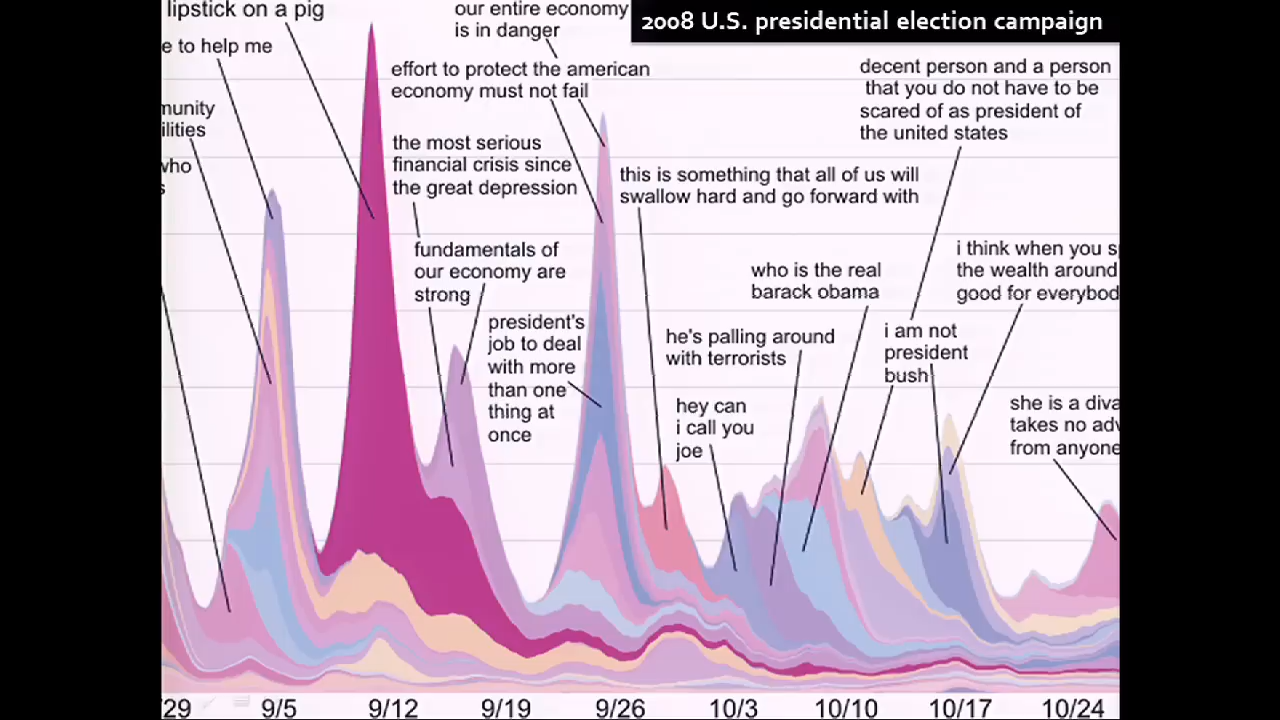 lipstick on a pig
our entire economy
is in danger
2008 U.S. presidential election campaign
e to help me
effort to protect the american
economy must not fail
decent person and a person
that you do not have to be
scared of as president of
the united states
munity
ilities
the most serious
financial crisis since
the great depression
who
s
this is something that all of us will
swallow hard and go forward with
fundamentals of
our economy are
strong
i think when you s
the wealth around
good for everybod
who is the real
barack obama
president's
job to deal
with more
than one
thing at
once
he's palling around
with terrorists
i am not
president
bush
hey can
i call you
joe
she is a diva
takes no adv
from anyone
29 9/5 9/12 9/19 9/26 10/3 10/10 10/17 10/24